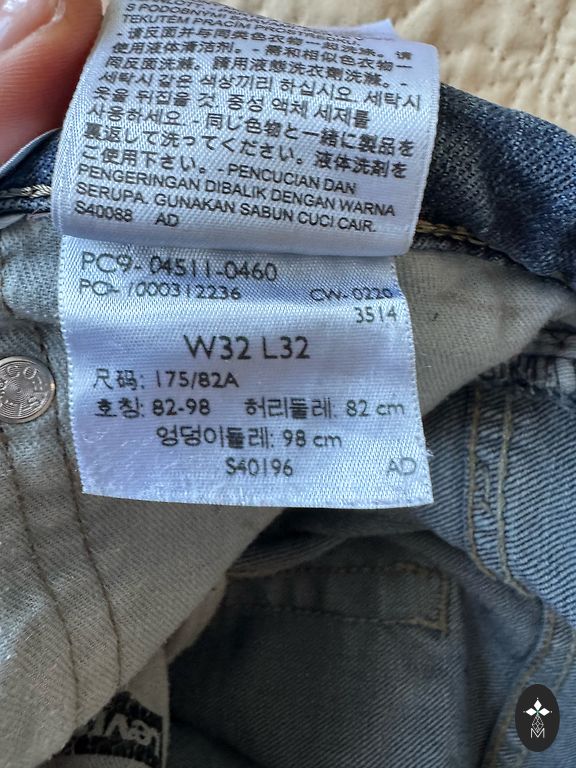 S PODOBNÝMI
TEKUTÉM PRACÍM PROSTŘEDKU.
- 请反面并与同类色衣物一起洗涤。请
使用液体清洁剂。- 需和相似色衣物一
同反面洗滌。請用液態洗衣劑洗滌。-
세탁시 같은 색상끼리 하십시오. 세탁시
옷을 뒤집을 것. 중성 액체 세제를
사용하세요. - 同じ色物と一緒に製品を
裏返しで洗ってください。液体洗剤をご
使用下さい。- PENCUCIAN DAN
PENGERINGAN DIBALIK DENGAN WARNA
SERUPA. GUNAKAN SABUN CUCI CAIR.
S40088 AD
PC9- 04511-0460
PCP- 1000312236 CW- 0220
3514
W32 L32
尺码: 175/82A
호칭: 82-98 허리둘레: 82 cm
엉덩이둘레: 98 cm
S40196 AD
M